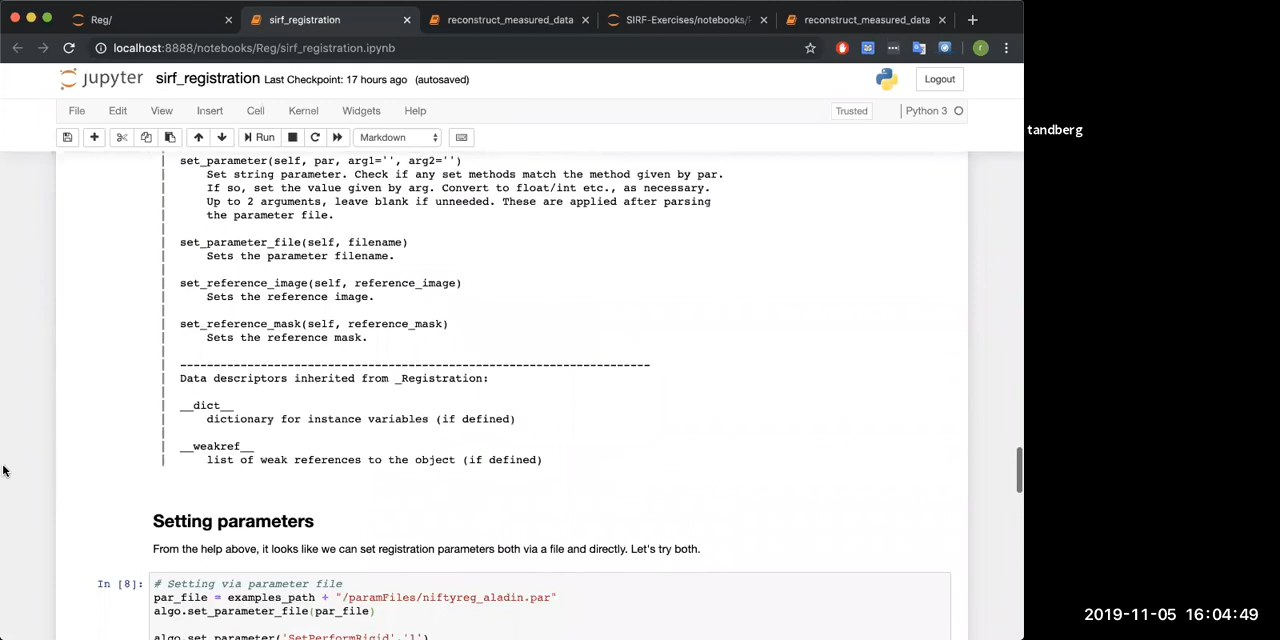 Reg/
sirf_registration
reconstruct_measured_data
SIRF-Exercises/notebooks/
reconstruct_measured_data
localhost:8888/notebooks/Reg/sirf_registration.ipynb
r
jupyter sirf_registration Last Checkpoint: 17 hours ago (autosaved)
Logout
File Edit View Insert Cell Kernel Widgets Help
Trusted
Python 3
Run
Markdown
tandberg
set_parameter(self, par, arg1='', arg2='')
Set string parameter. Check if any set methods match the method given by par.
If so, set the value given by arg. Convert to float/int etc., as necessary.
Up to 2 arguments, leave blank if unneeded. These are applied after parsing
the parameter file.
set_parameter_file(self, filename)
Sets the parameter filename.
set_reference_image(self, reference_image)
Sets the reference image.
set_reference_mask(self, reference_mask)
Sets the reference mask.
----------------------------------------------------------------------
Data descriptors inherited from _Registration:
__dict__
dictionary for instance variables (if defined)
__weakref__
list of weak references to the object (if defined)
Setting parameters
From the help above, it looks like we can set registration parameters both via a file and directly. Let's try both.
In [8]:
# Setting via parameter file
par_file = examples_path + "/paramFiles/niftyreg_aladin.par"
algo.set_parameter_file(par_file)
algo.set_parameter('SetPerformRigid','1')
2019-11-05 16:04:49